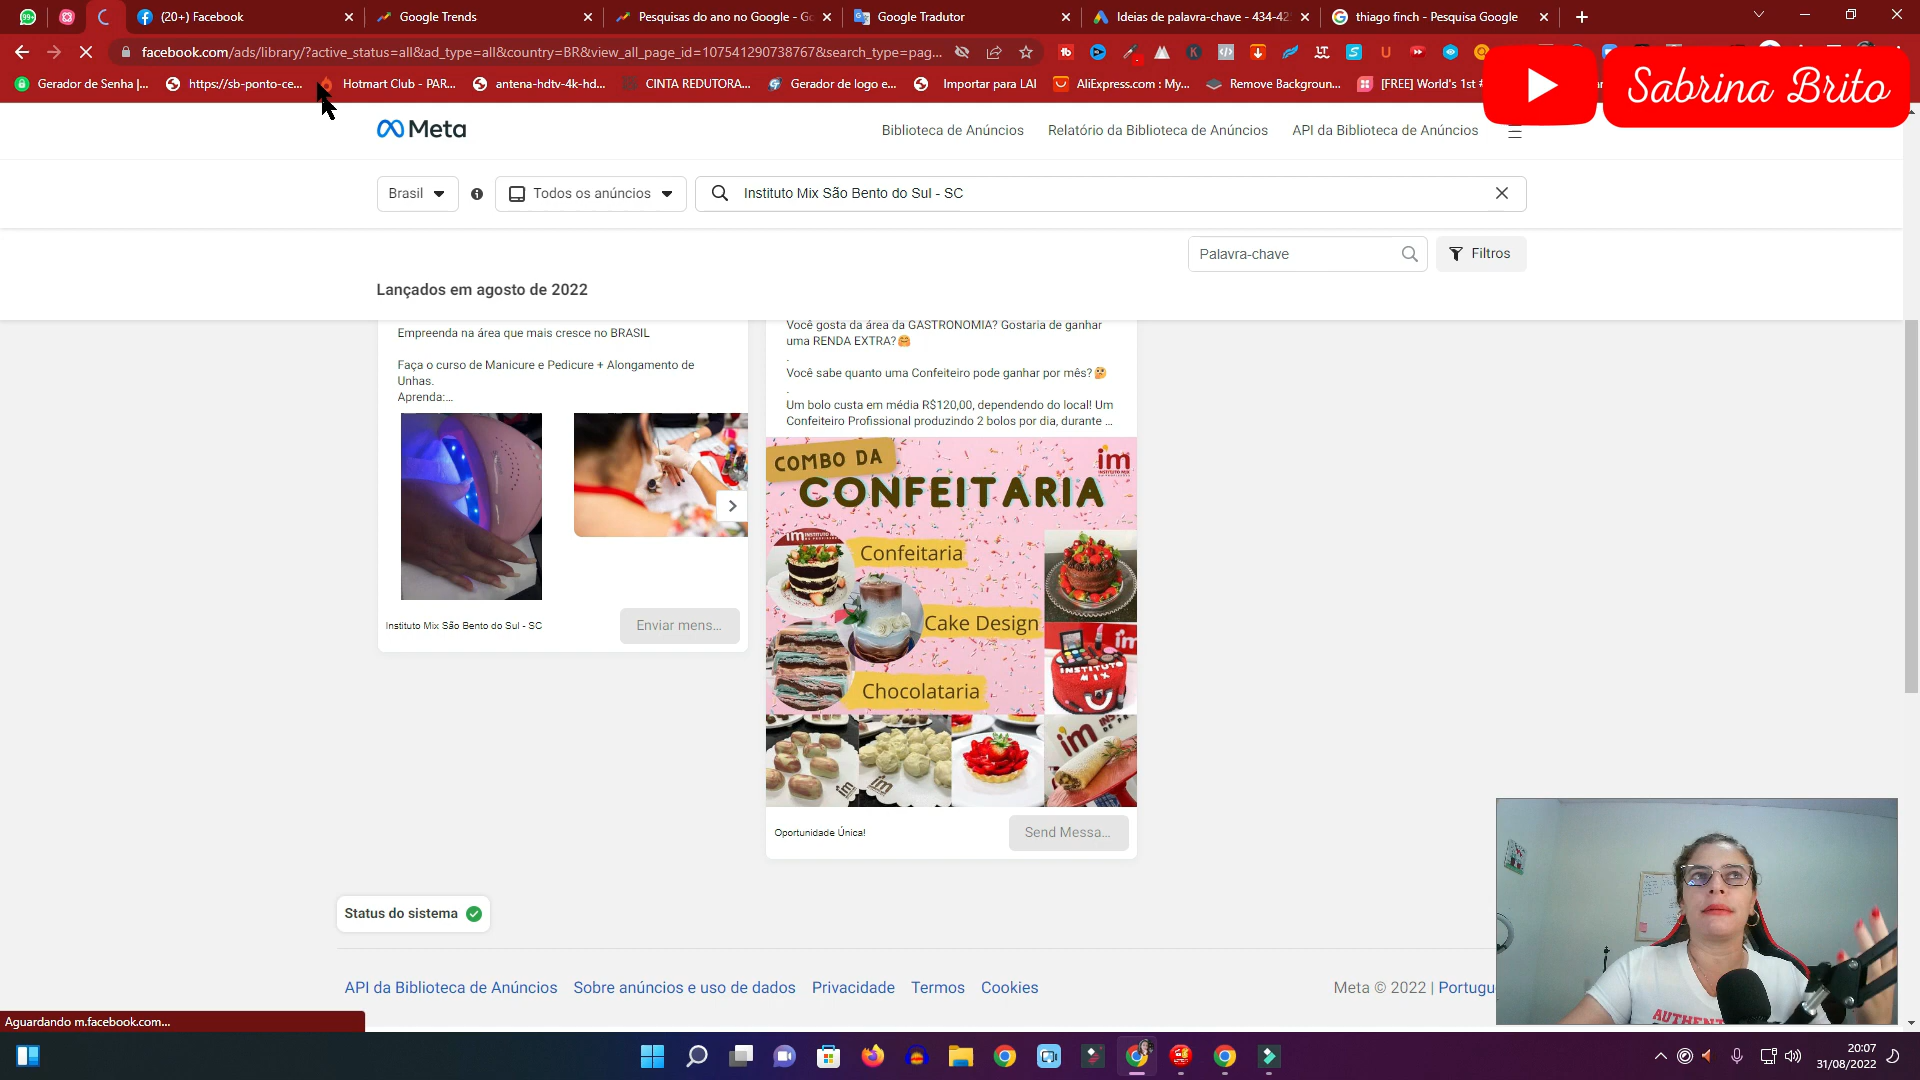 (20+) Facebook
Google Trends
Pesquisas do ano no Google - Go
Google Tradutor
Ideias de palavra-chave - 434-42
thiago finch - Pesquisa Google
facebook.com/ads/library/?active_status=all&ad_type=all&country=BR&view_all_page_id=107541290738767&search_type=pag...
Gerador de Senha |...
https://sb-ponto-ce...
Hotmart Club - PAR...
antena-hdtv-4k-hd...
CINTA REDUTORA...
Gerador de logo e...
Importar para LAI
AliExpress.com : My...
Remove Backgroun...
[FREE] World's 1st
Sabrina Brito
Meta
Biblioteca de Anúncios
Relatório da Biblioteca de Anúncios
API da Biblioteca de Anúncios
Brasil
Todos os anúncios
Instituto Mix São Bento do Sul - SC
Palavra-chave
Filtros
Lançados em agosto de 2022
Empreenda na área que mais cresce no BRASIL
Faça o curso de Manicure e Pedicure + Alongamento de
Unhas.
Aprenda:...
Instituto Mix São Bento do Sul - SC
Enviar mens...
Você gosta da área da GASTRONOMIA? Gostaria de ganhar
uma RENDA EXTRA?🤗
.
Você sabe quanto uma Confeiteiro pode ganhar por mês?🤔
.
Um bolo custa em média R$120,00, dependendo do local! Um
Confeiteiro Profissional produzindo 2 bolos por dia, durante ...
COMBO DA
im
CONFEITARIA
Confeitaria
Cake Design
INSTITUTO
MIX
Chocolataria
im
im
im
Oportunidade Única!
Send Messa...
Status do sistema
API da Biblioteca de Anúncios
Sobre anúncios e uso de dados
Privacidade
Termos
Cookies
Meta © 2022 | Portugu
AUTHENT
Aguardando m.facebook.com...
20:07
31/08/2022